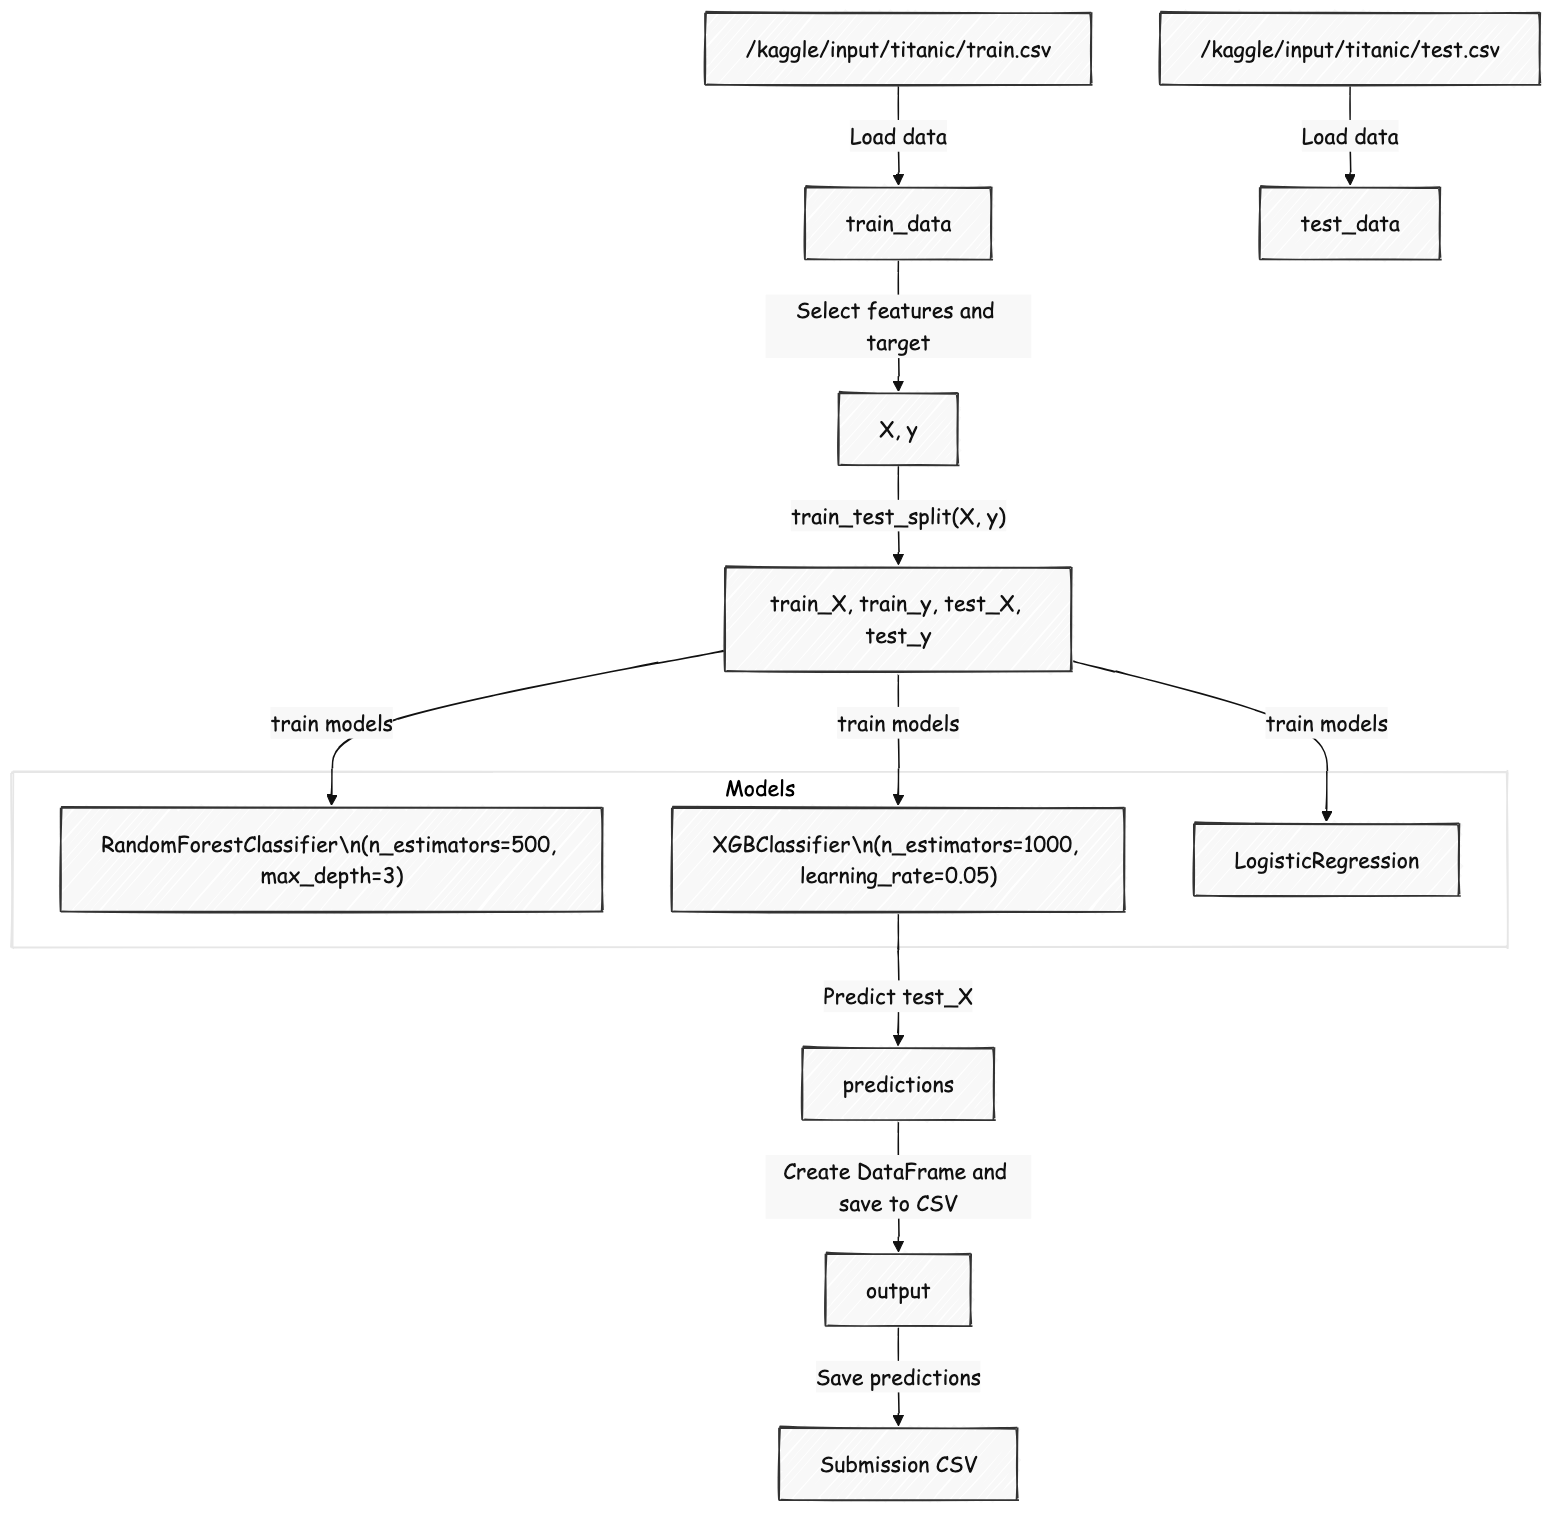 /kaggle/input/titanic/train.csv
/kaggle/input/titanic/test.csv
Load data
Load data
train_data
test_data
Select features and
target
X, y
train_test_split(X, y)
train_X, train_y, test_X,
test_y
train models
train models
train models
Models
RandomForestClassifier\n(n_estimators=500,
max_depth=3)
XGBClassifier\n(n_estimators=1000,
learning_rate=0.05)
LogisticRegression
Predict test_X
predictions
Create DataFrame and
save to CSV
output
Save predictions
Submission CSV